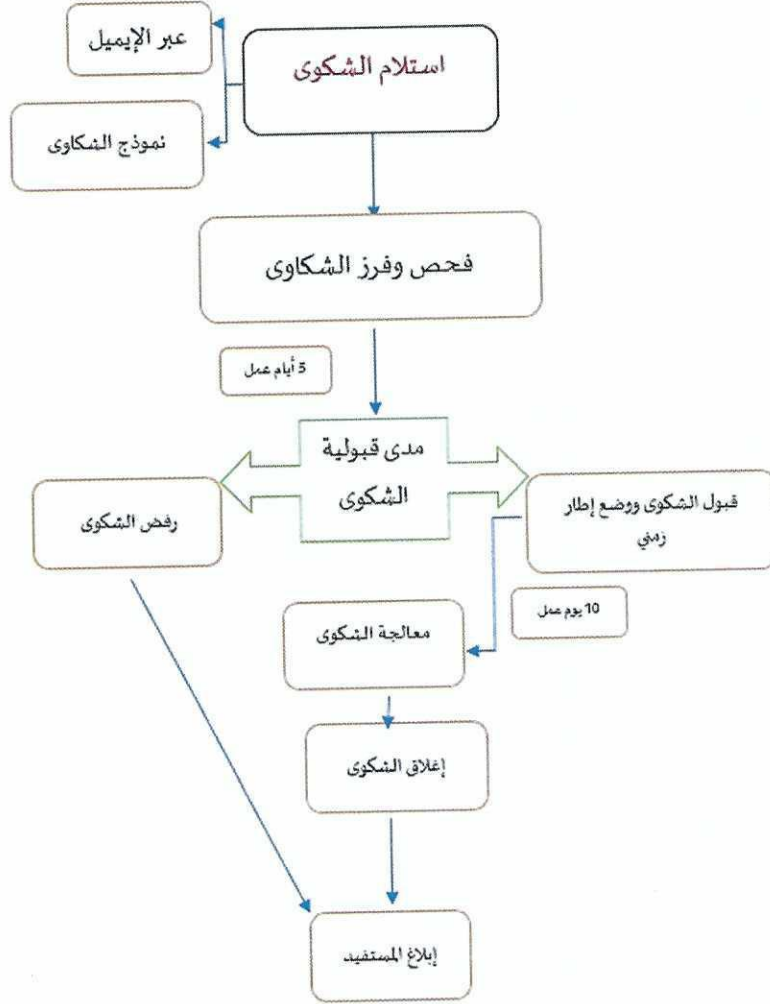 عبر الإيميل
استلام الشكوى
نموذج الشكاوى
فحص وفرز الشكاوى
3 أيام عمل
مدى قبولية
الشكوى
قبول الشكوى ووضع إطار
زمني
رفض الشكوى
10 يوم عمل
معالجة الشكوى
إغلاق الشكوى
إبلاغ المستفيد